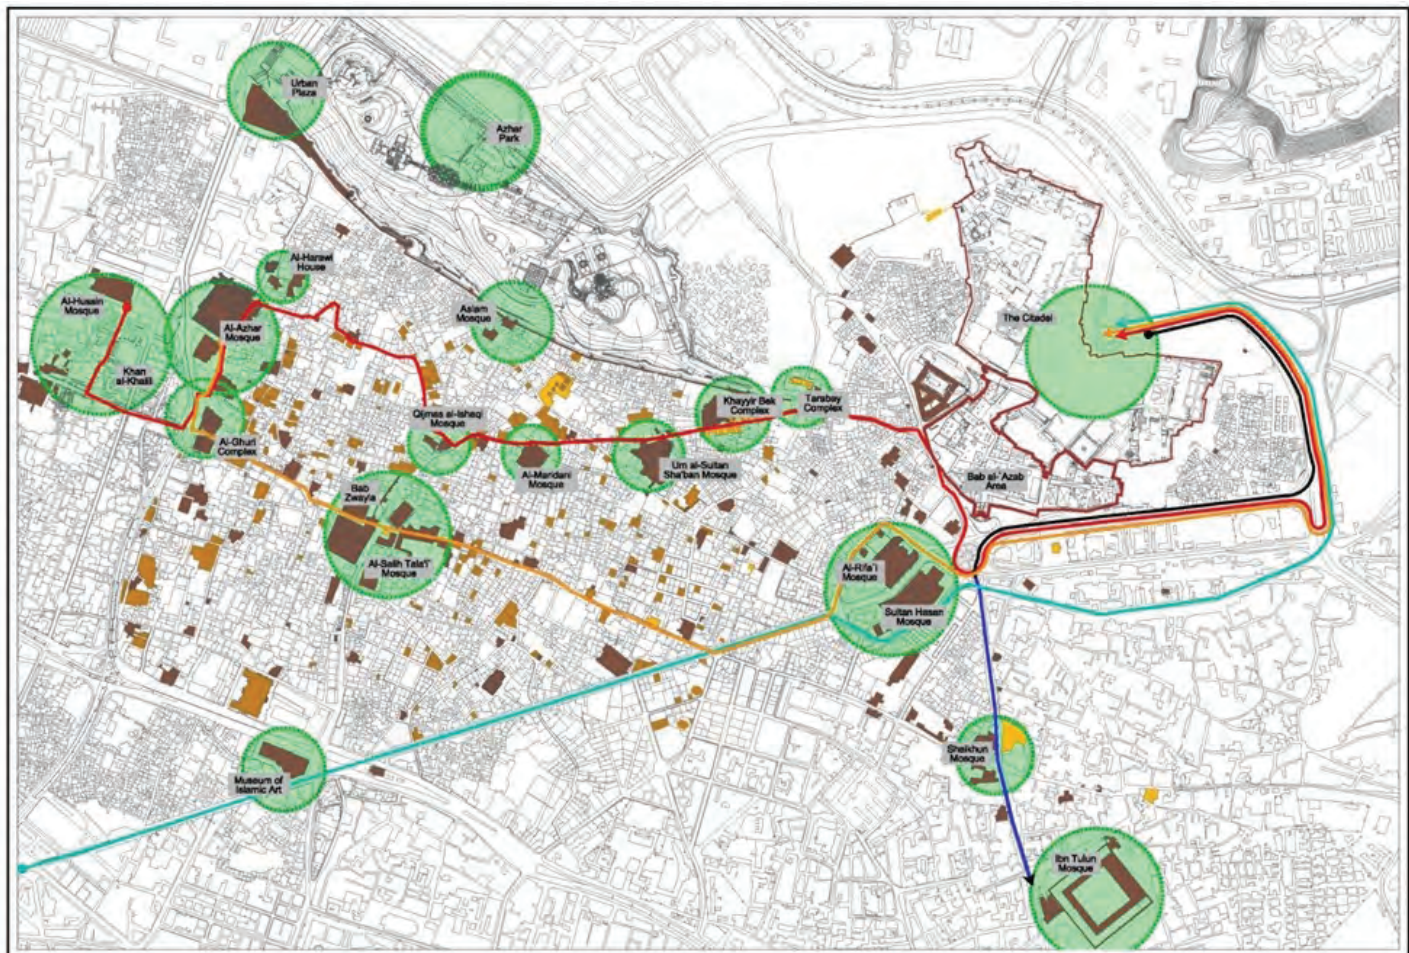 Urban
Plaza
Azhar
Park
Al-Harawi
House
Al-Husain
Mosque
Al-Azhar
Mosque
Aslam
Mosque
The Citadel
Khan
al-Khalili
Khayyir Bek
Complex
Tarabay
Complex
Qijmas al-Ishaqi
Mosque
Al-Ghuri
Complex
Al-Maridani
Mosque
Um al-Sultan
Sha'ban Mosque
Bab al-`Azab
Area
Bab
Zwayla
Al-Salih Tala'i'
Mosque
Al-Rifa`i
Mosque
Sultan Hasan
Mosque
Sheikhun
Mosque
Museum of
Islamic Art
Ibn Tulun
Mosque